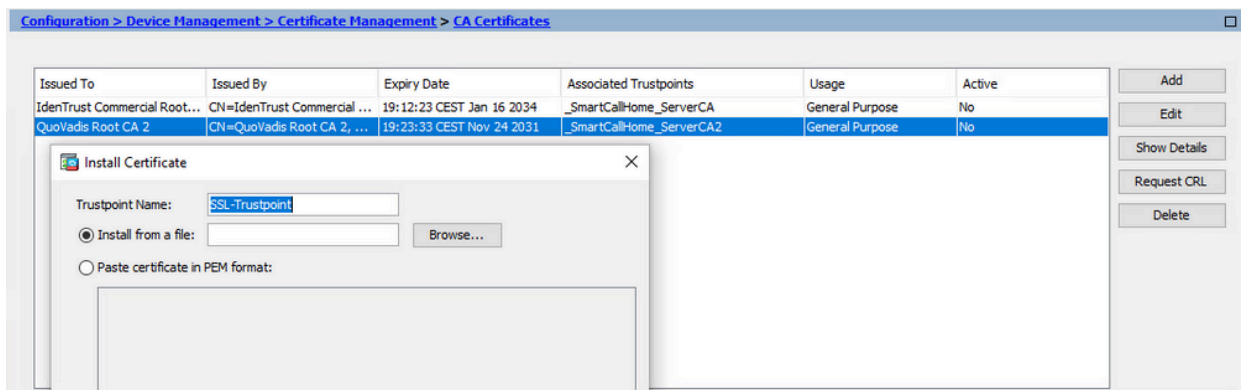 Configuration > Device Management > Certificate Management > CA Certificates
Issued To Issued By Expiry Date Associated Trustpoints Usage Active
IdenTrust Commercial Root... CN=IdenTrust Commercial ... 19:12:23 CEST Jan 16 2034 _SmartCallHome_ServerCA General Purpose No
QuoVadis Root CA 2 CN=QuoVadis Root CA 2, ... 19:23:33 CEST Nov 24 2031 _SmartCallHome_ServerCA2 General Purpose No
Add
Edit
Show Details
Request CRL
Delete
Install Certificate
Trustpoint Name: SSL-Trustpoint
Install from a file: Browse...
Paste certificate in PEM format: